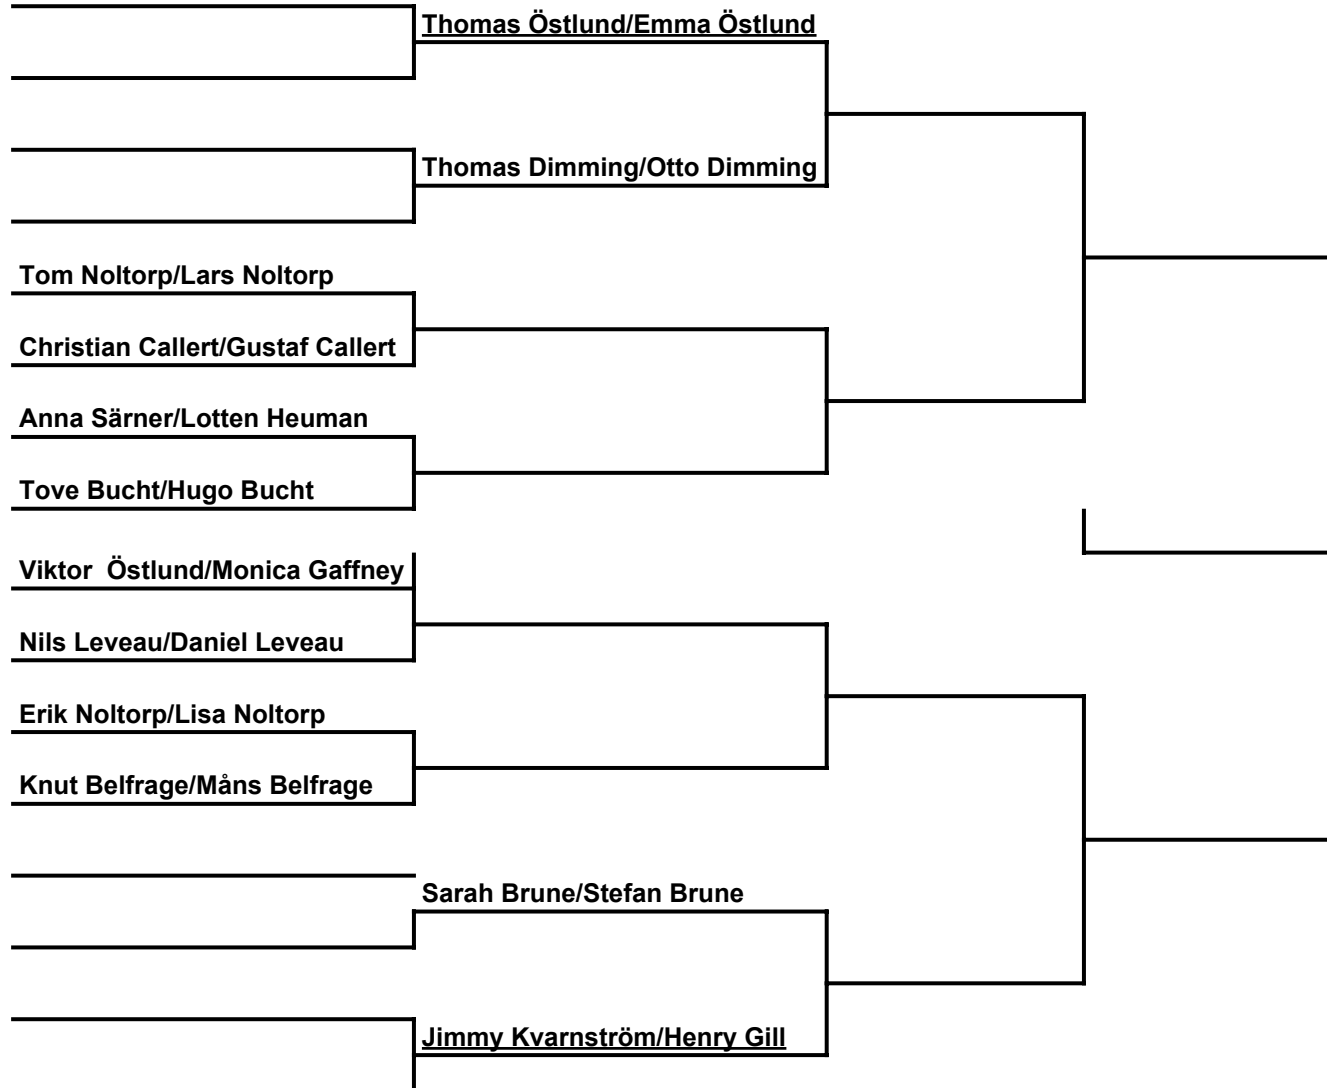 Thomas Östlund/Emma Östlund
Thomas Dimming/Otto Dimming
Tom Noltorp/Lars Noltorp
Christian Callert/Gustaf Callert
Anna Särner/Lotten Heuman
Tove Bucht/Hugo Bucht
Viktor  Östlund/Monica Gaffney
Nils Leveau/Daniel Leveau
Erik Noltorp/Lisa Noltorp
Knut Belfrage/Måns Belfrage
Sarah Brune/Stefan Brune
Jimmy Kvarnström/Henry Gill